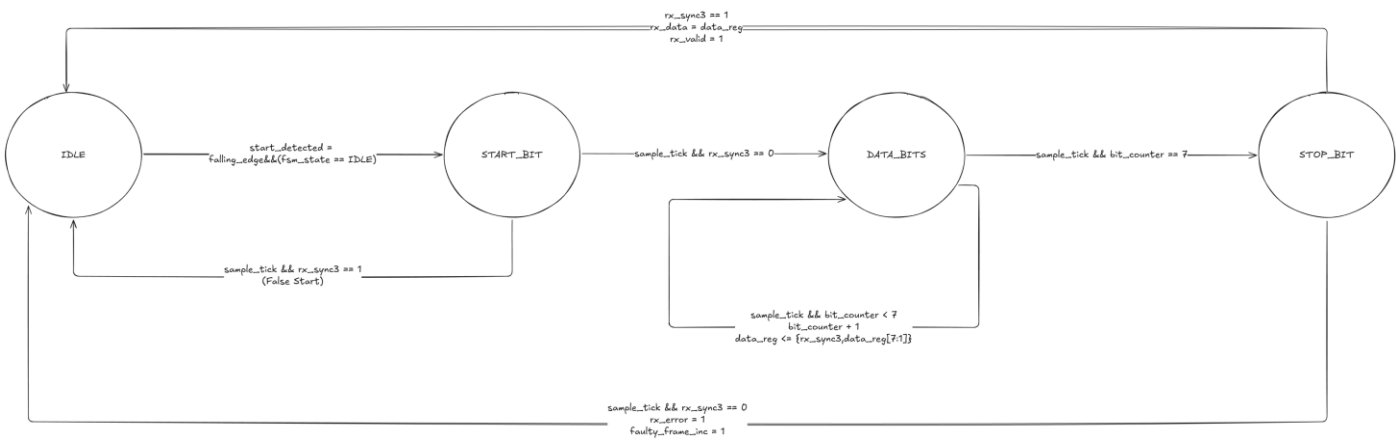 rx_sync3 == 1
rx_data = data_reg
rx_valid = 1
IDLE
start_detected =
falling_edge&&(fsm_state == IDLE)
START_BIT
sample_tick && rx_sync3 == 0
DATA_BITS
sample_tick && bit_counter == 7
STOP_BIT
sample_tick && rx_sync3 == 1
(False Start)
sample_tick && bit_counter < 7
bit_counter + 1
data_reg <= {rx_sync3,data_reg[7:1]}
sample_tick && rx_sync3 == 0
rx_error = 1
faulty_frame_inc = 1